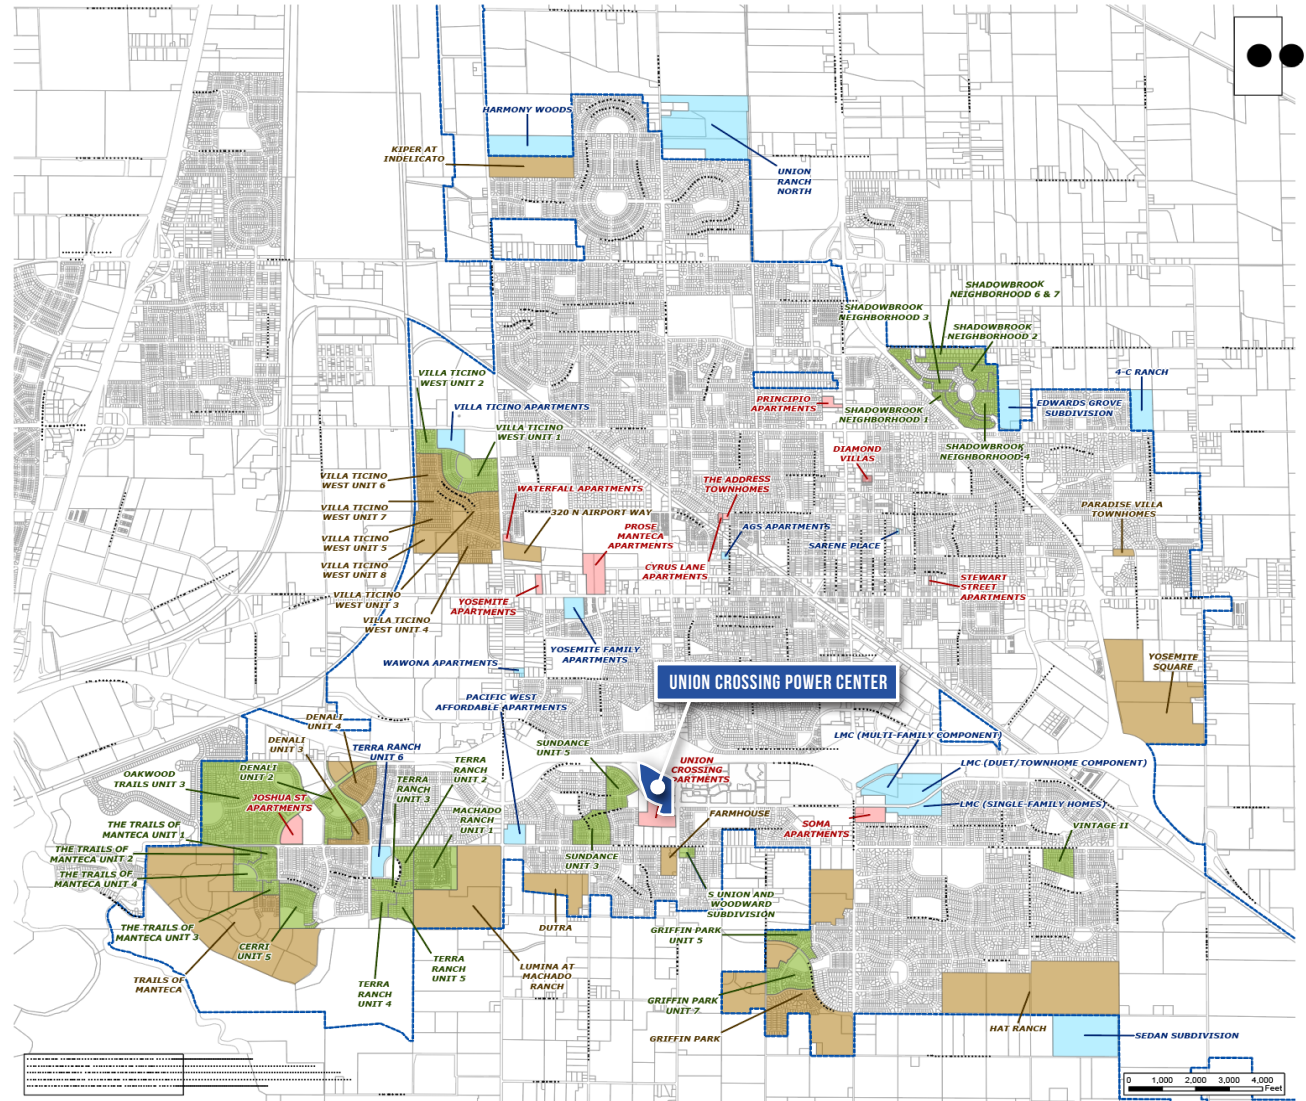 HARMONY WOODS
KIPER AT
INDELICATO
UNION
RANCH
NORTH
SHADOWBROOK
NEIGHBORHOOD 6 & 7
SHADOWBROOK
NEIGHBORHOOD 3
SHADOWBROOK
NEIGHBORHOOD 2
4-C RANCH
VILLA TICINO
WEST UNIT 2
VILLA TICINO APARTMENTS
PRINCIPIO
APARTMENTS
SHADOWBROOK
NEIGHBORHOOD 1
EDWARDS GROVE
SUBDIVISION
VILLA TICINO
WEST UNIT 1
DIAMOND
VILLAS
SHADOWBROOK
NEIGHBORHOOD 4
VILLA TICINO
WEST UNIT 6
WATERFALL APARTMENTS
THE ADDRESS
TOWNHOMES
VILLA TICINO
WEST UNIT 7
320 N AIRPORT WAY
PARADISE VILLA
TOWNHOMES
PROSE
MANTECA
APARTMENTS
AGS APARTMENTS
VILLA TICINO
WEST UNIT 5
SARENE PLACE
VILLA TICINO
WEST UNIT 8
CYRUS LANE
APARTMENTS
STEWART
STREET
APARTMENTS
VILLA TICINO
WEST UNIT 3
YOSEMITE
APARTMENTS
VILLA TICINO
WEST UNIT 4
YOSEMITE FAMILY
APARTMENTS
WAWONA APARTMENTS
YOSEMITE
SQUARE
UNION CROSSING POWER CENTER
PACIFIC WEST
AFFORDABLE APARTMENTS
DENALI
UNIT 4
DENALI
UNIT 3
TERRA RANCH
UNIT 6
SUNDANCE
UNIT 5
LMC (MULTI-FAMILY COMPONENT)
OAKWOOD
TRAILS UNIT 3
DENALI
UNIT 2
TERRA
RANCH
UNIT 2
TERRA
RANCH
UNIT 3
UNION
CROSSING
APARTMENTS
LMC (DUET/TOWNHOME COMPONENT)
JOSHUA ST
APARTMENTS
MACHADO
RANCH
UNIT 1
LMC (SINGLE-FAMILY HOMES)
FARMHOUSE
SOMA
APARTMENTS
VINTAGE II
THE TRAILS OF
MANTECA UNIT 1
THE TRAILS OF
MANTECA UNIT 2
THE TRAILS OF
MANTECA UNIT 4
SUNDANCE
UNIT 3
S UNION AND
WOODWARD
SUBDIVISION
THE TRAILS OF
MANTECA UNIT 3
DUTRA
GRIFFIN PARK
UNIT 5
CERRI
UNIT 5
TERRA
RANCH
UNIT 5
LUMINA AT
MACHADO
RANCH
TRAILS OF
MANTECA
TERRA
RANCH
UNIT 4
GRIFFIN PARK
UNIT 7
HAT RANCH
GRIFFIN PARK
SEDAN SUBDIVISION
0 1,000 2,000 3,000 4,000
Feet